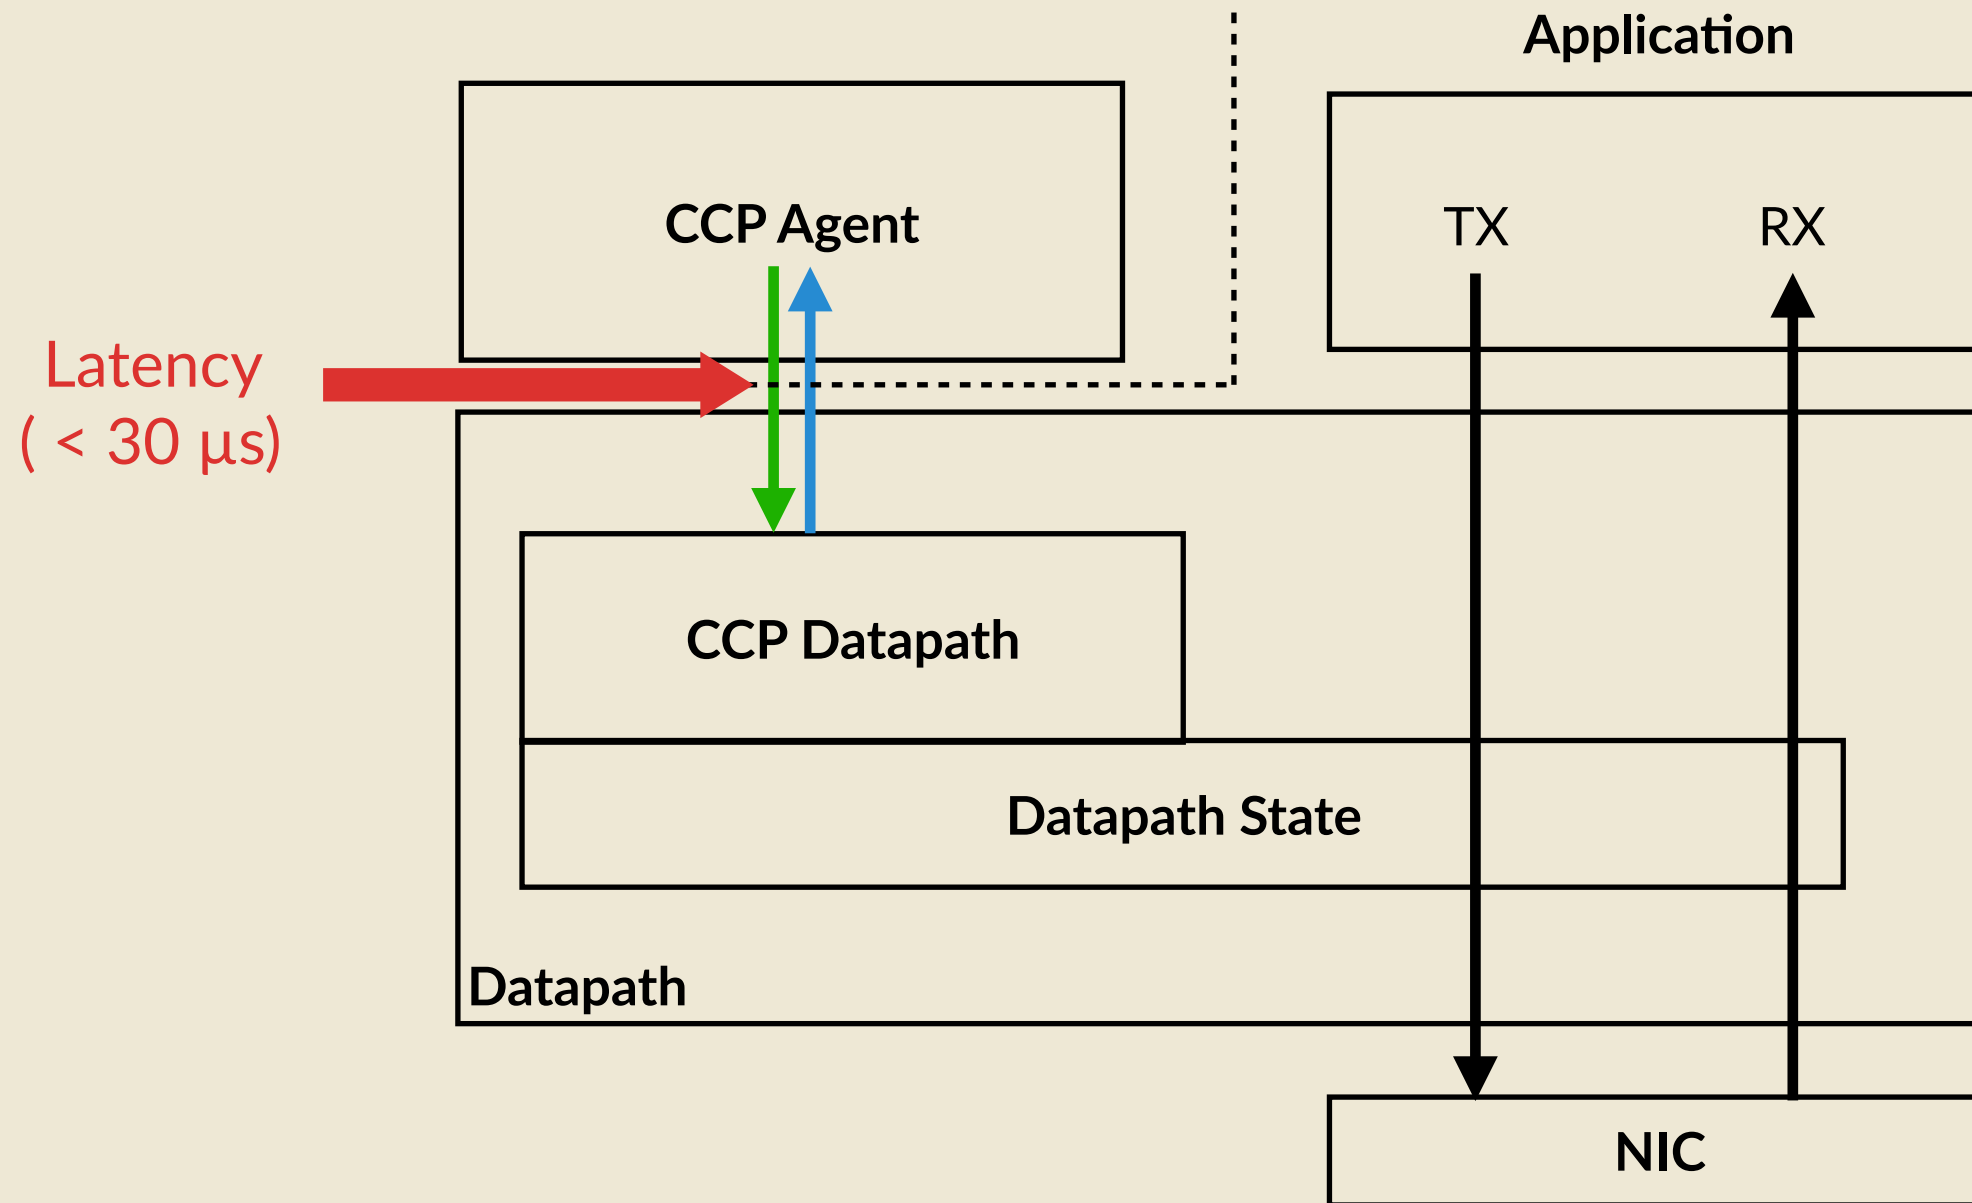 Application
CCP Agent
TX
RX
Latency
( < 30 μs)
CCP Datapath
Datapath State
Datapath
NIC